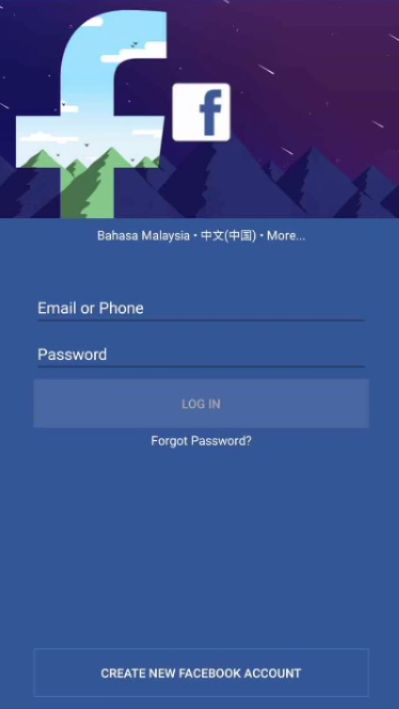 Bahasa Malaysia • 中文(中国) • More...
Email or Phone
Password
LOG IN
Forgot Password?
CREATE NEW FACEBOOK ACCOUNT